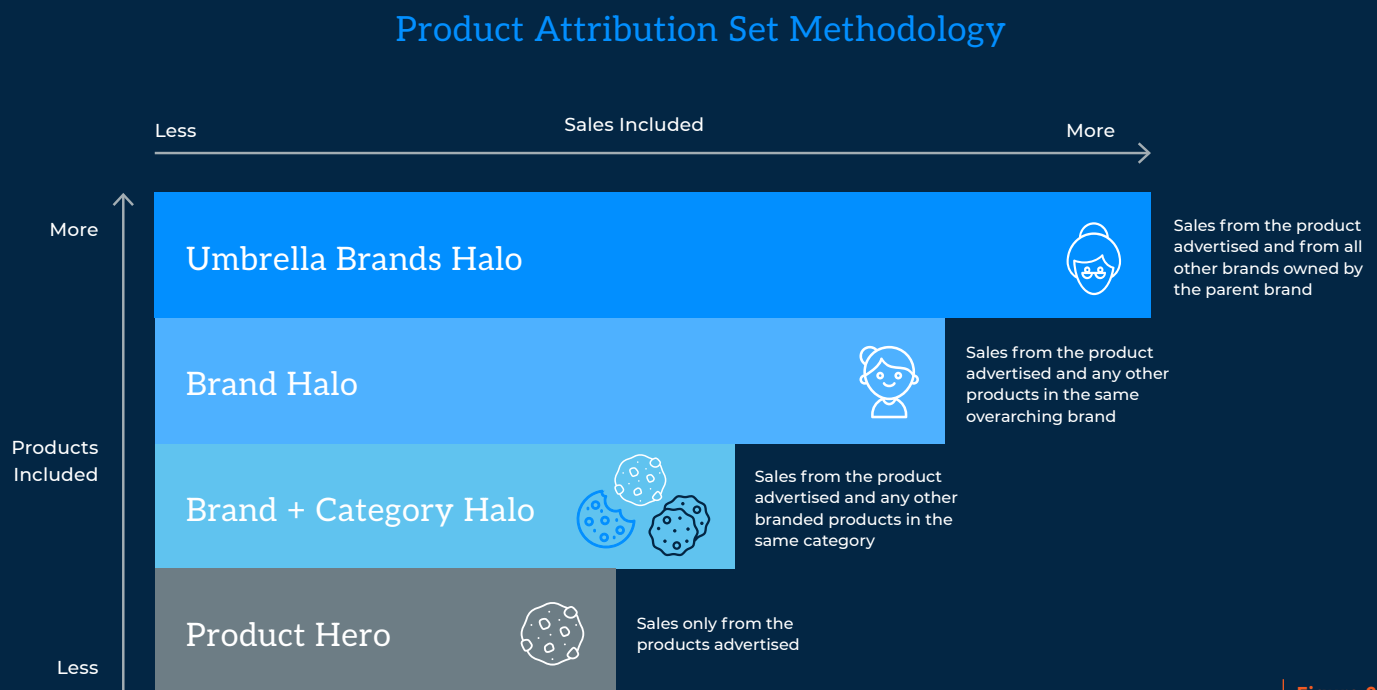 Product Attribution Set Methodology
Less
Sales Included
More
More
Umbrella Brands Halo
Sales from the product
advertised and from all
other brands owned by
the parent brand
Brand Halo
Sales from the product
advertised and any other
products in the same
overarching brand
Products
Included
Brand + Category Halo
Sales from the product
advertised and any other
branded products in the
same category
Product Hero
Sales only from the
products advertised
Less